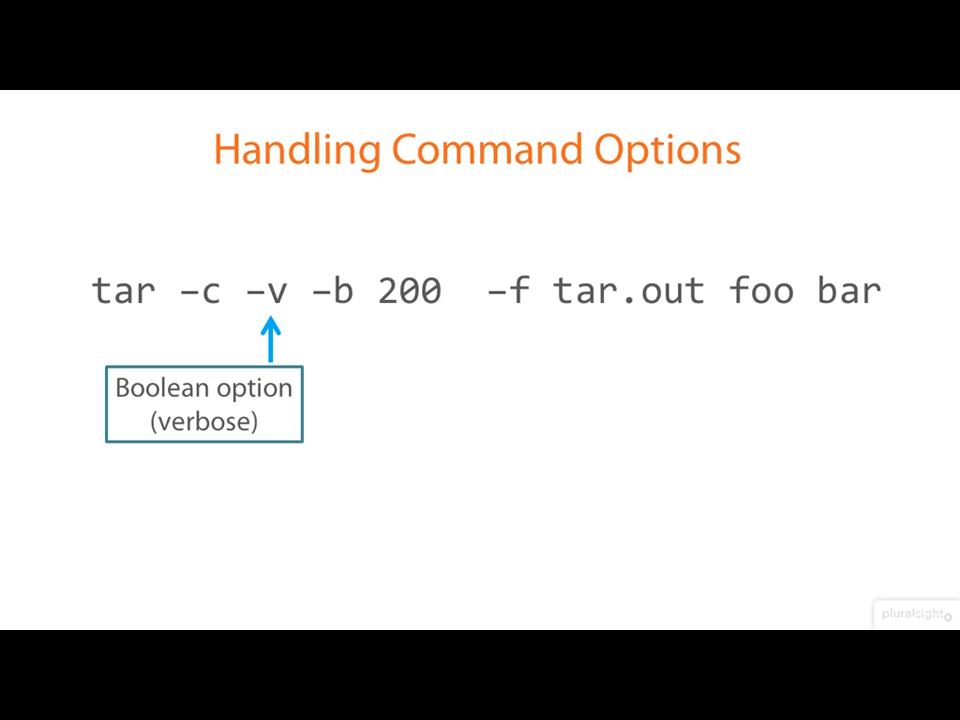 Handling Command Options
tar –c –v –b 200 –f tar.out foo bar
Boolean option
(verbose)
pluralsight